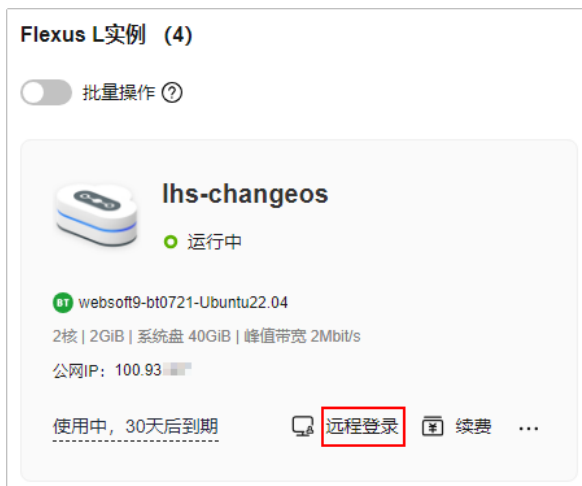 Flexus L实例 (4)
批量操作 ?
lhs-changeos
运行中
BT websoft9-bt0721-Ubuntu22.04
2核 | 2GiB | 系统盘 40GiB | 峰值带宽 2Mbit/s
公网IP: 100.93
使用中, 30天后到期 远程登录 ¥ 续费 ...